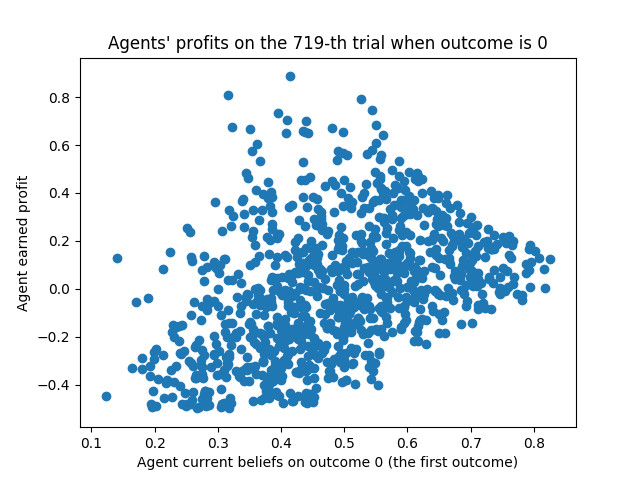 Agents' profits on the 719-th trial when outcome is 0
Agent earned profit
0.8
0.6
0.4
0.2
0.0
−0.2
−0.4
0.1 0.2 0.3 0.4 0.5 0.6 0.7 0.8
Agent current beliefs on outcome 0 (the first outcome)